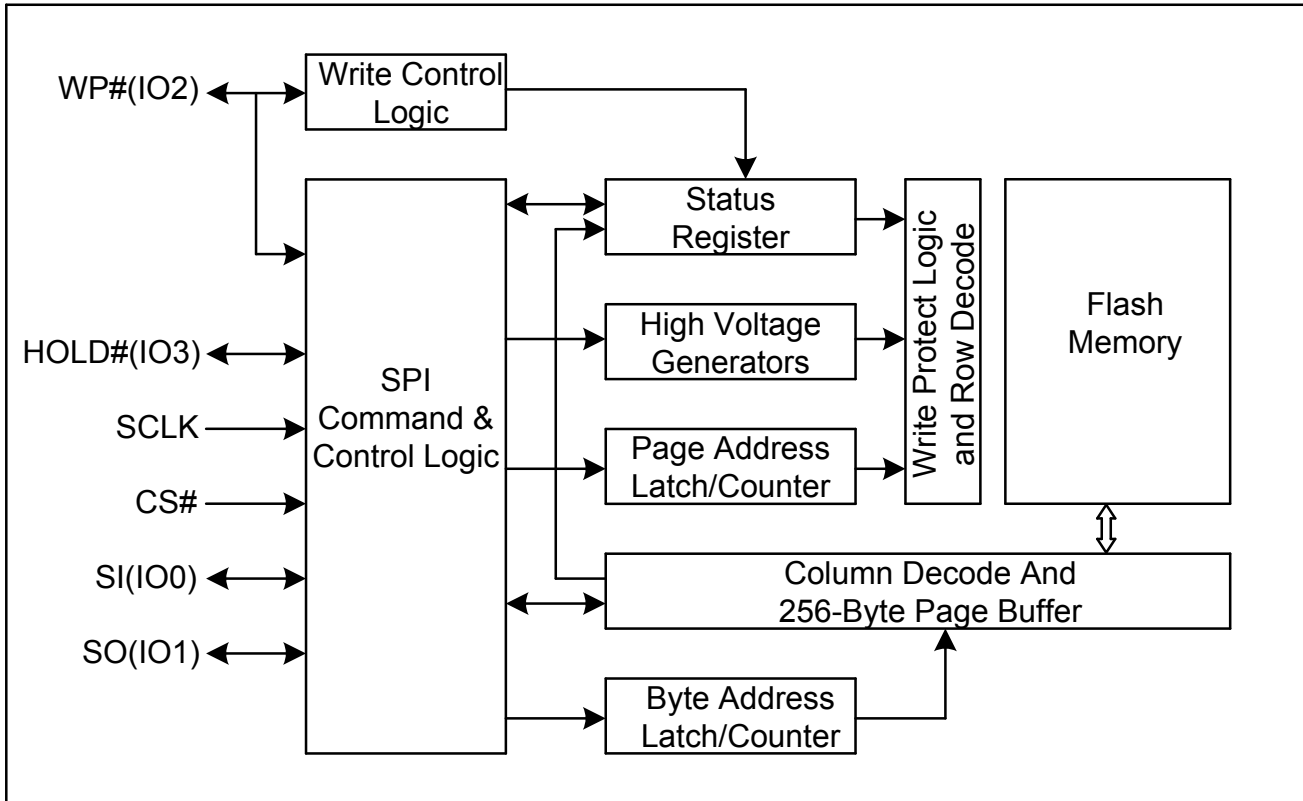 WP#(IO2)
Write Control
Logic
Status
Register
Write Protect Logic
and Row Decode
Flash
Memory
HOLD#(IO3)
High Voltage
Generators
SPI
Command &
Control Logic
SCLK
Page Address
Latch/Counter
CS#
SI(IO0)
Column Decode And
256-Byte Page Buffer
SO(IO1)
Byte Address
Latch/Counter